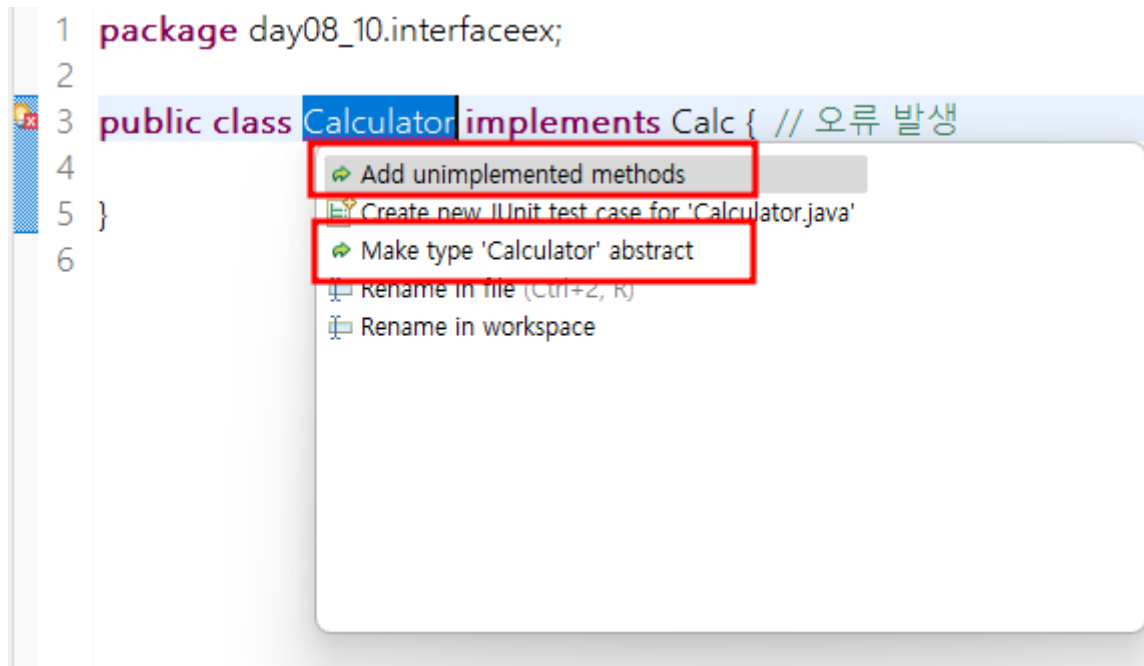 1 package day08_10.interfaceex;
2
3 public class Calculator implements Calc { // 오류 발생
4
Add unimplemented methods
5 }
Create new JUnit test case for 'Calculator.java'
6
Make type 'Calculator' abstract
Rename in file (Ctrl+2, R)
Rename in workspace